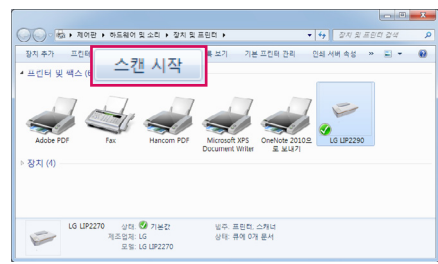 제어판 ▸ 하드웨어 및 소리 ▸ 장치 및 프린터 ▸
장치 및 프린터 검색
장치 추가 프린터
스캔 시작
록 보기 기본 프린터 관리 인쇄 서버 속성 »
프린터 및 팩스 (6
Adobe PDF
Fax
Hancom PDF
Microsoft XPS
Document Writer
OneNote 2010으
로 보내기
LG LIP2290
장치 (4)
LG LIP2270 상태: 기본값 범주: 프린터, 스캐너
제조업체: LG 상태: 큐에 0개 문서
모델: LG LIP2270